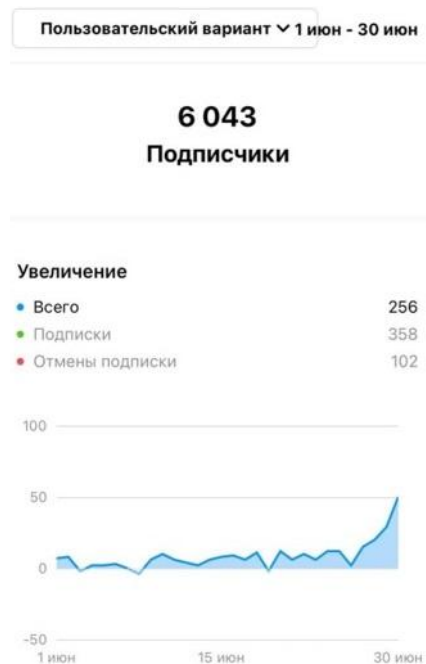 Пользовательский вариант 1 июн - 30 июн
6 043
Подписчики
Увеличение
Всего 256
Подписки 358
Отмены подписки 102
100
50
0
-50
1 июн 15 июн 30 июн